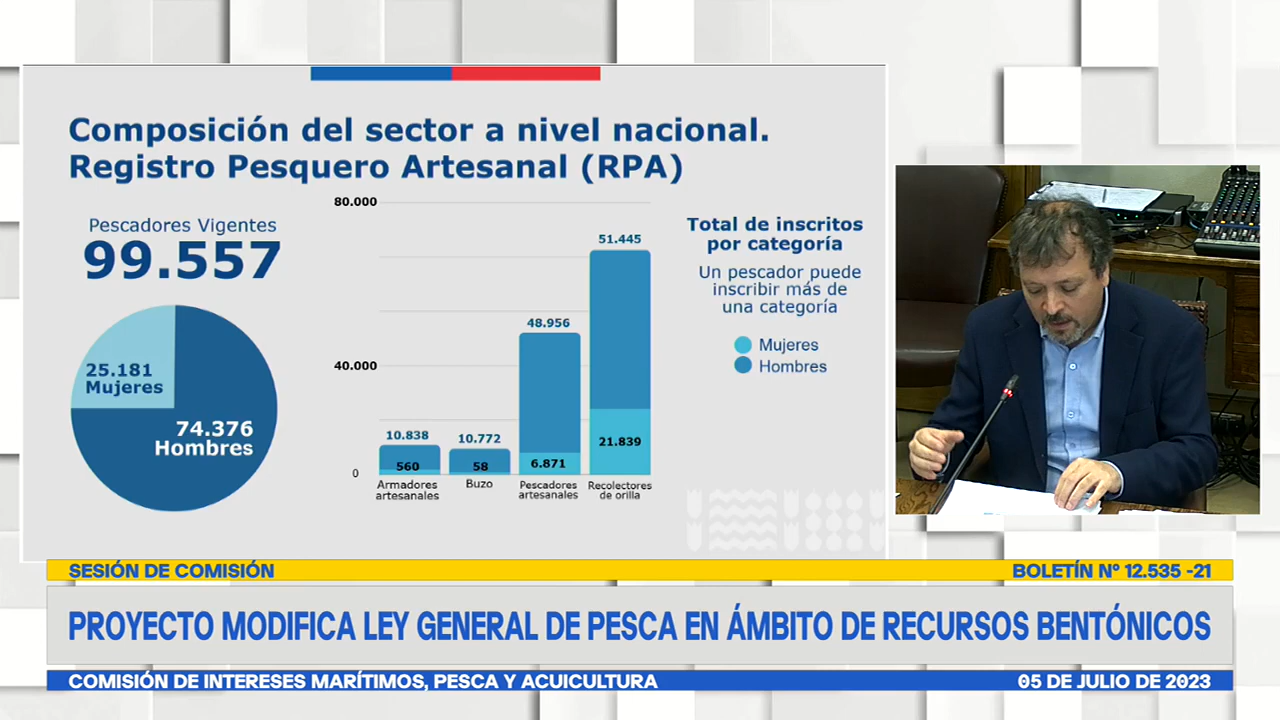 Composición del sector a nivel nacional.
Registro Pesquero Artesanal (RPA)
Pescadores Vigentes
99.557
25.181
Mujeres
74.376
Hombres
80.000
40.000
0
10.838
560
Armadores
artesanales
10.772
58
Buzo
48.956
6.871
Pescadores
artesanales
51.445
21.839
Recolectores
de orilla
Total de inscritos
por categoría
Un pescador puede
inscribir más de
una categoría
Mujeres
Hombres
SESIÓN DE COMISIÓN
BOLETÍN Nº 12.535 -21
PROYECTO MODIFICA LEY GENERAL DE PESCA EN ÁMBITO DE RECURSOS BENTÓNICOS
COMISIÓN DE INTERESES MARÍTIMOS, PESCA Y ACUICULTURA
05 DE JULIO DE 2023